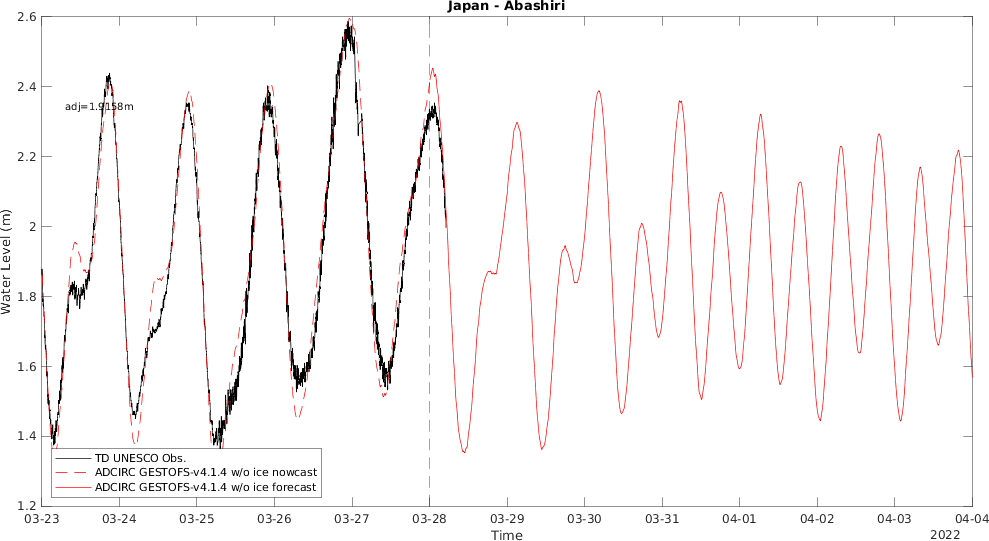 Japan - Abashiri
2.6
2.4
2.2
2
1.8
1.6
1.4
1.2
Water Level (m)
adj=1.9158m
TD UNESCO Obs.
ADCIRC GESTOFS-v4.1.4 w/o ice nowcast
ADCIRC GESTOFS-v4.1.4 w/o ice forecast
03-23 03-24 03-25 03-26 03-27 03-28 03-29 03-30 03-31 04-01 04-02 04-03 04-04
Time
2022